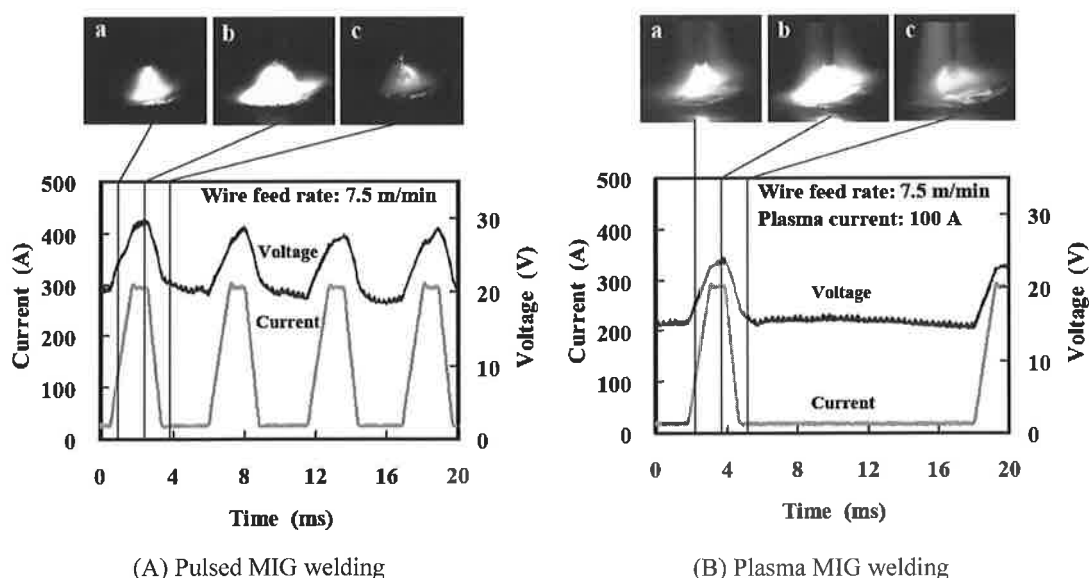 a b c
500
400
300
200
100
0
Current (A)
Wire feed rate: 7.5 m/min
Voltage
Current
30
20
10
0
Voltage (V)
0 4 8 12 16 20
Time (ms)
(A) Pulsed MIG welding
a b c
500
400
300
200
100
0
Current (A)
Wire feed rate: 7.5 m/min
Plasma current: 100 A
Voltage
Current
30
20
10
0
Voltage (V)
0 4 8 12 16 20
Time (ms)
(B) Plasma MIG welding